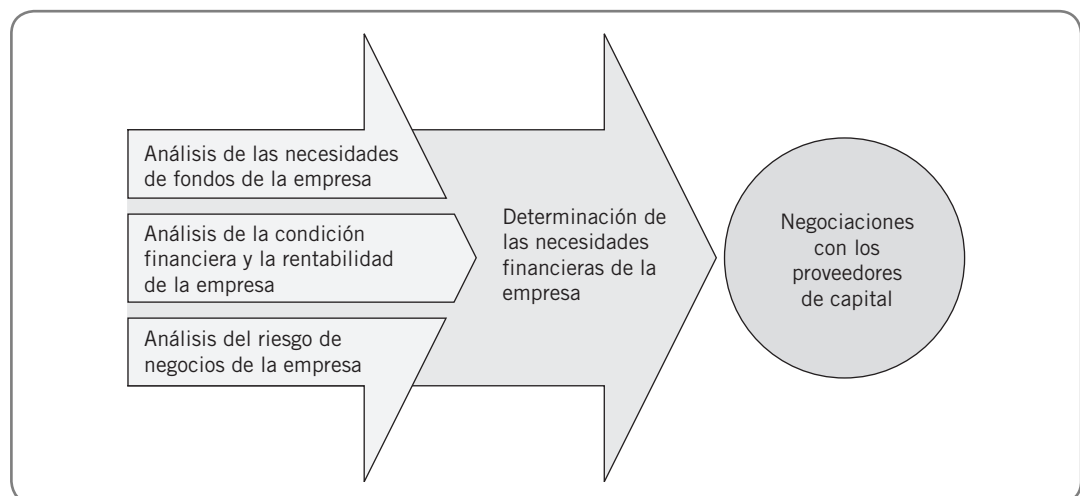 Análisis de las necesidades
de fondos de la empresa
Análisis de la condición
financiera y la rentabilidad
de la empresa
Análisis del riesgo de
negocios de la empresa
Determinación de
las necesidades
financieras de la
empresa
Negociaciones
con los
proveedores
de capital